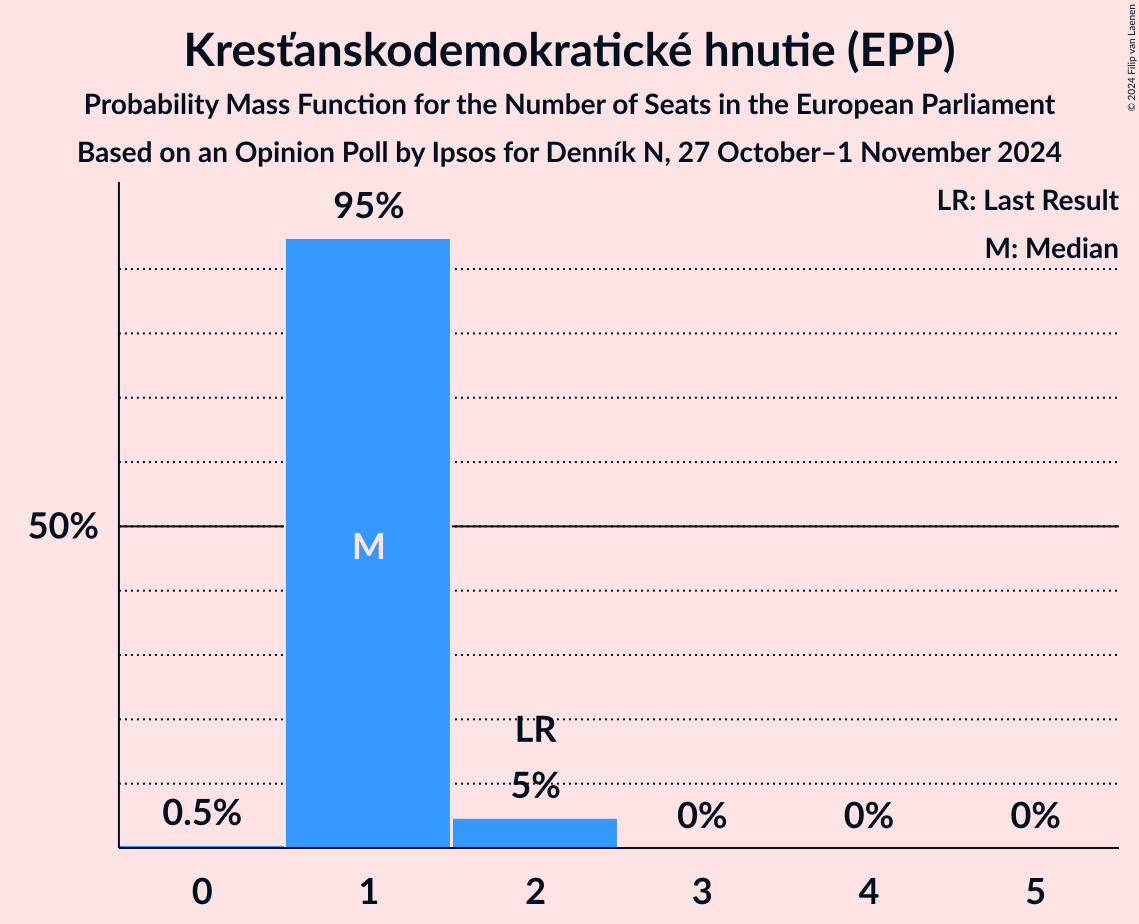 Kresťanskodemokratické hnutie (EPP)
Probability Mass Function for the Number of Seats in the European Parliament
Based on an Opinion Poll by Ipsos for Denník N, 27 October–1 November 2024
© 2024 Filip van Laenen
LR: Last Result
M: Median
95%
50%
M
LR
5%
0.5%
0%
0%
0%
0
1
2
3
4
5